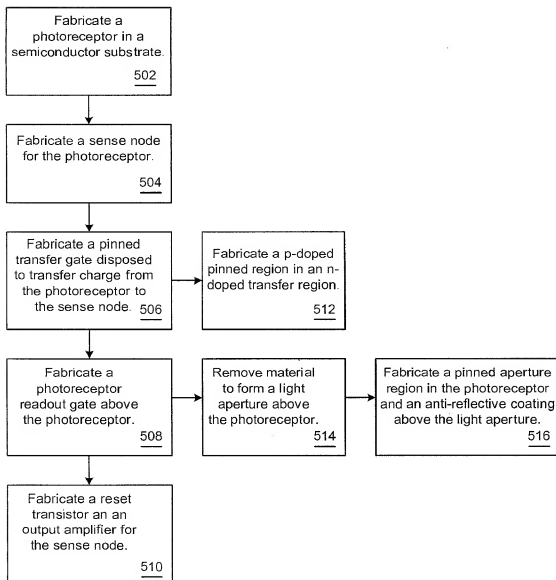 Fabricate a
photoreceptor in a
semiconductor substrate.
502
Fabricate a sense node
for the photoreceptor.
504
Fabricate a pinned
transfer gate disposed
to transfer charge from
the photoreceptor to
the sense node.
506
Fabricate a p-doped
pinned region in an n-
doped transfer region.
512
Fabricate a
photoreceptor
readout gate above
the photoreceptor.
508
Remove material
to form a light
aperture above
the photoreceptor.
514
Fabricate a pinned aperture
region in the photoreceptor
and an anti-reflective coating
above the light aperture.
516
Fabricate a reset
transistor an an
output amplifier for
the sense node.
510